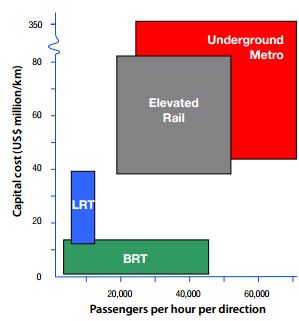 Capital cost (US$ million/km)
350
80
60
40
20
0
Underground
Metro
Elevated
Rail
LRT
BRT
20,000
40,000
60,000
Passengers per hour per direction